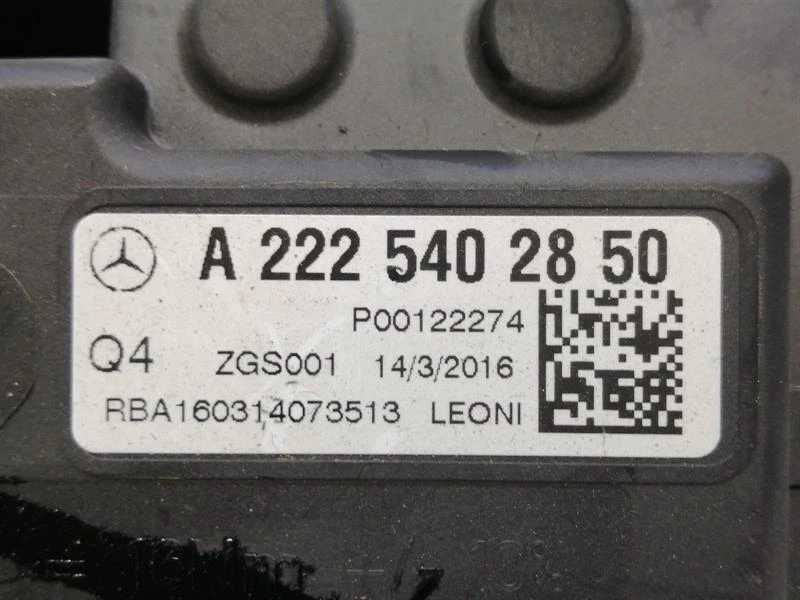 A 222 540 28 50
P00122274
Q4 ZGS001 14/3/2016
RBA160314073513 LEONI